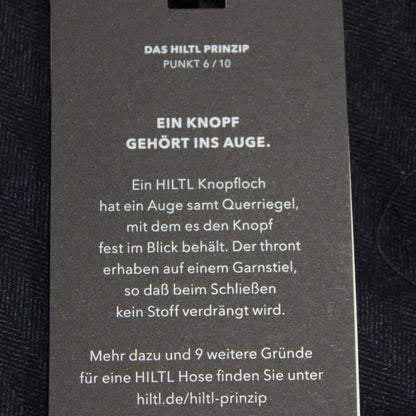 DAS HILTL PRINZIP
PUNKT 6 / 10
EIN KNOPF
GEHÖRT INS AUGE.
Ein HILTL Knopfloch
hat ein Auge samt Querriegel,
mit dem es den Knopf
fest im Blick behält. Der thront
erhaben auf einem Garnstiel,
so daß beim Schließen
kein Stoff verdrängt wird.
Mehr dazu und 9 weitere Gründe
für eine HILTL Hose finden Sie unter
hiltl.de/hiltl-prinzip